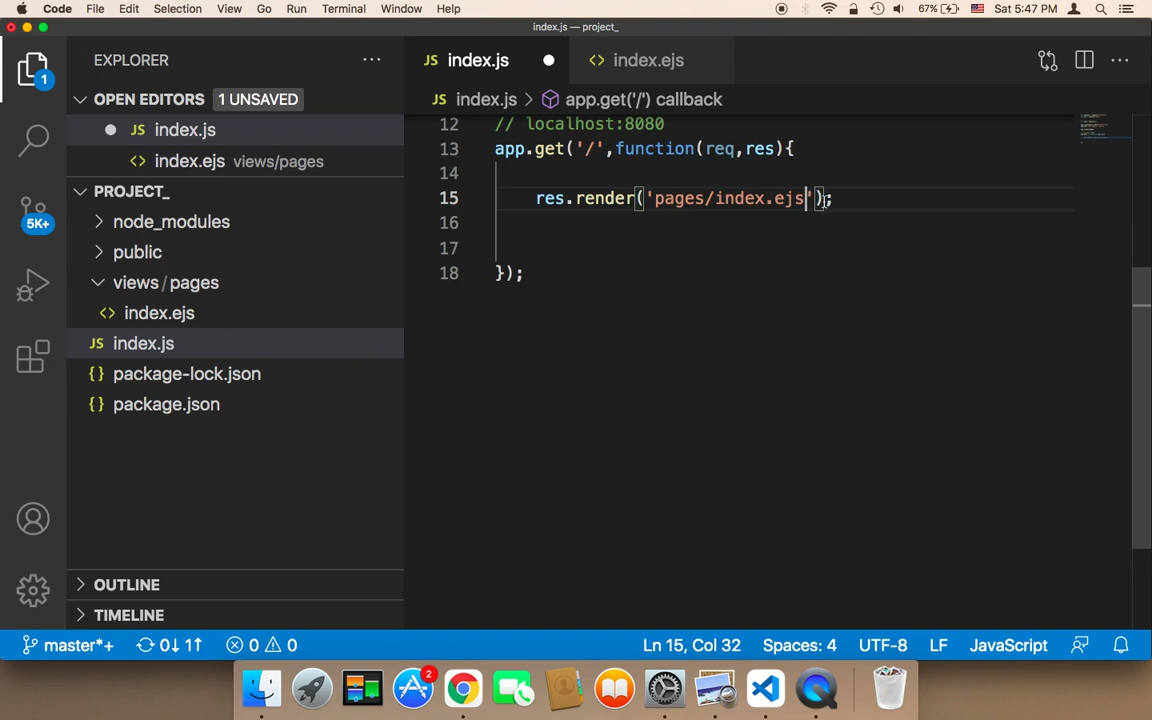 Code File Edit Selection View Go Run Terminal Window Help 67% Sat 5:47 PM
index.js — project_
EXPLORER
JS index.js
<> index.ejs
OPEN EDITORS 1 UNSAVED
JS index.js > app.get('/') callback
JS index.js
<> index.ejs views/pages
PROJECT_
node_modules
public
views / pages
<> index.ejs
JS index.js
{} package-lock.json
{} package.json
1
5K+
12 // localhost:8080
13 app.get('/',function(req,res){
14
15 res.render('pages/index.ejs');
16
17
18 });
OUTLINE
TIMELINE
master*+ 0↓ 1↑ 0 0 Ln 15, Col 32 Spaces: 4 UTF-8 LF JavaScript
2